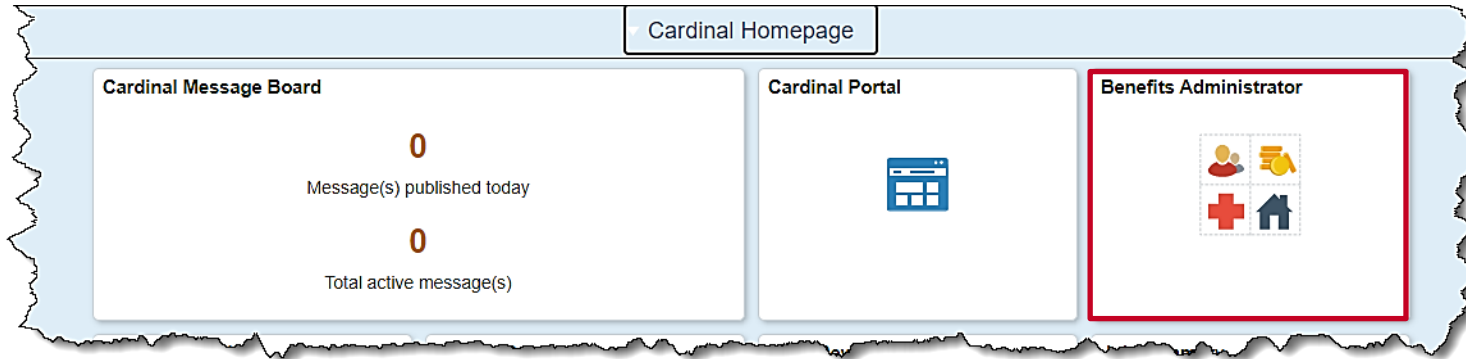 Cardinal Homepage
Cardinal Message Board
0
Message(s) published today
0
Total active message(s)
Cardinal Portal
Benefits Administrator